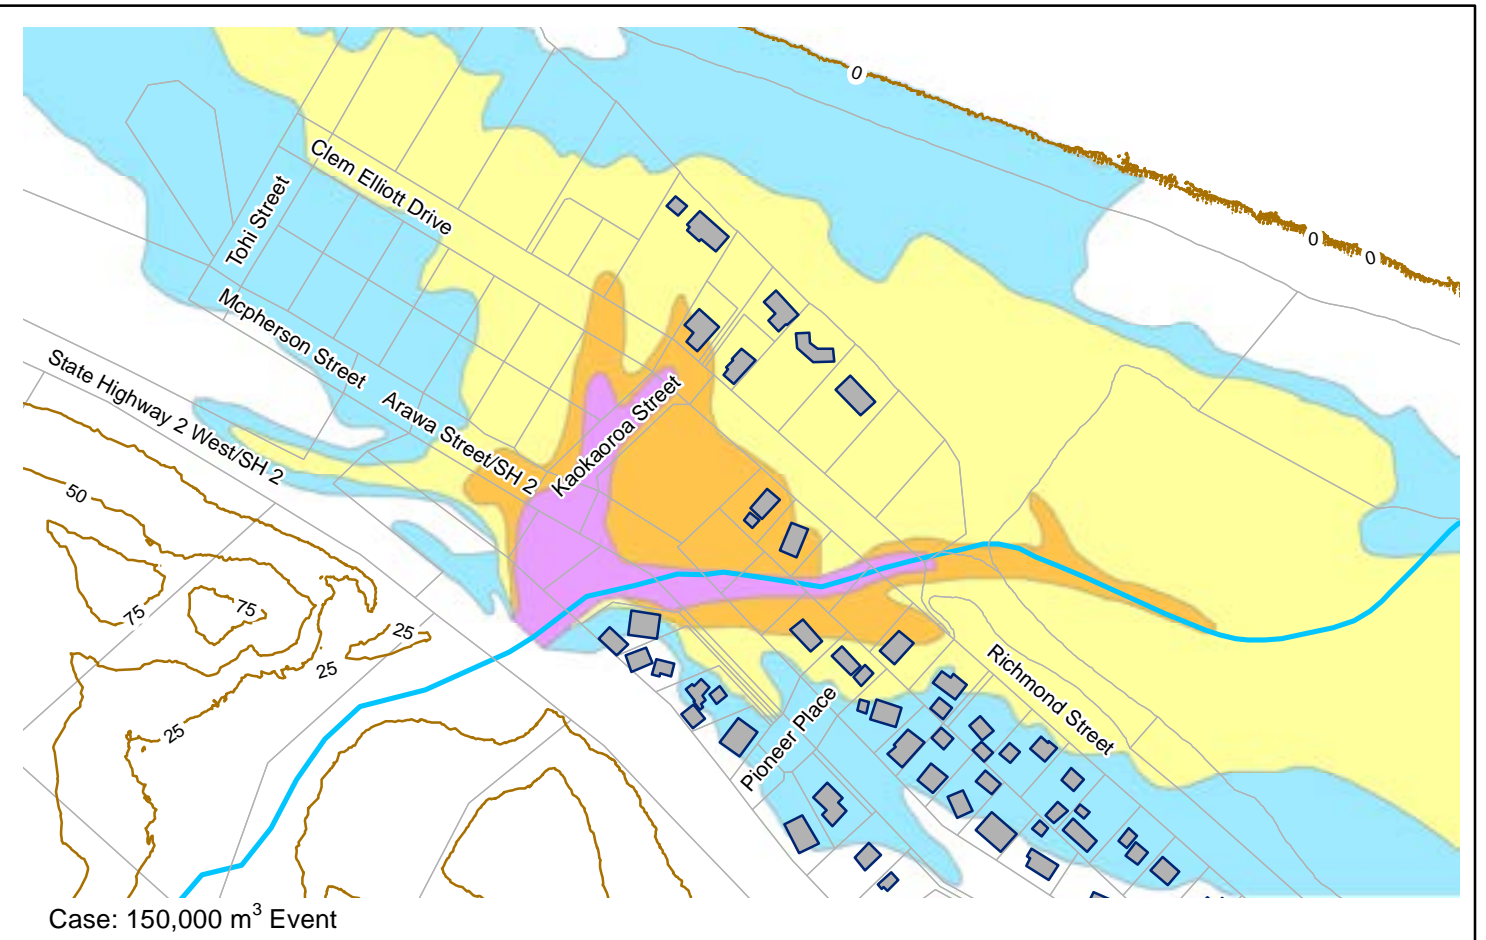 0
Clem Elliott Drive
Tohi Street
0
0
Mcpherson Street
State Highway 2 West/SH 2
Arawa Street/SH 2
Kaokaoroa Street
50
75
75
25
25
25
Richmond Street
Pioneer Place
Case: 150,000 m³ Event